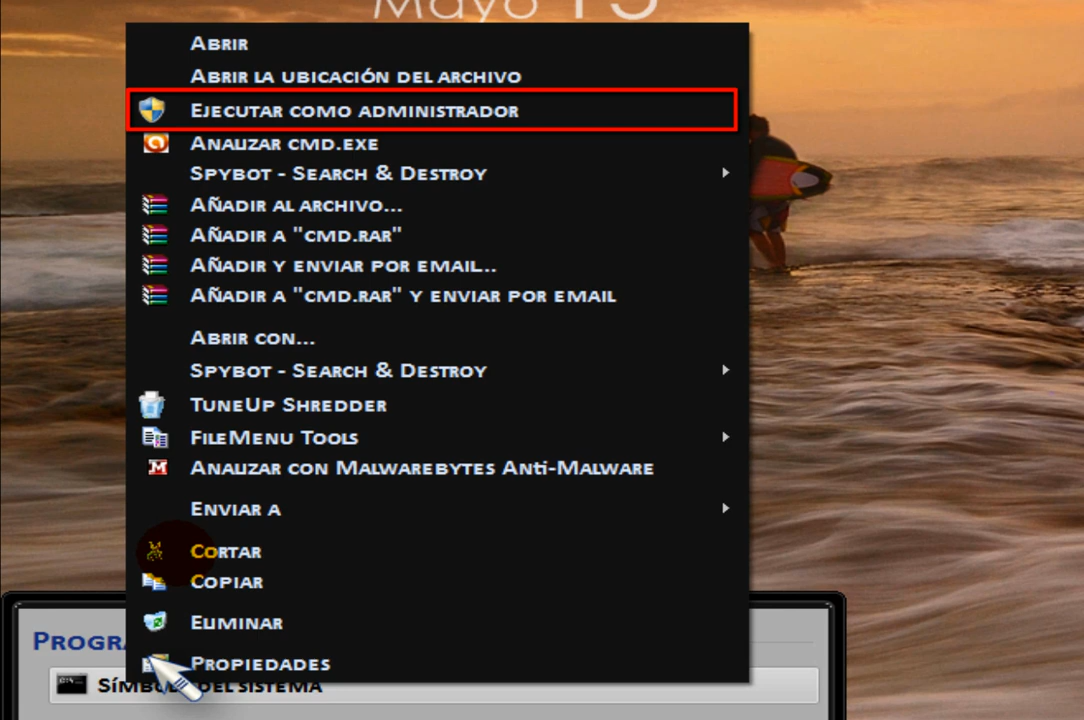 Mayo 15
Abrir
Abrir la ubicación del archivo
Ejecutar como administrador
Analizar cmd.exe
Spybot - Search & Destroy
Añadir al archivo...
Añadir a "cmd.rar"
Añadir y enviar por email...
Añadir a "cmd.rar" y enviar por email
Abrir con...
Spybot - Search & Destroy
TuneUp Shredder
FileMenu Tools
Analizar con Malwarebytes Anti-Malware
Enviar a
Cortar
Copiar
Eliminar
Propiedades
Progra
Símbolo del sistema